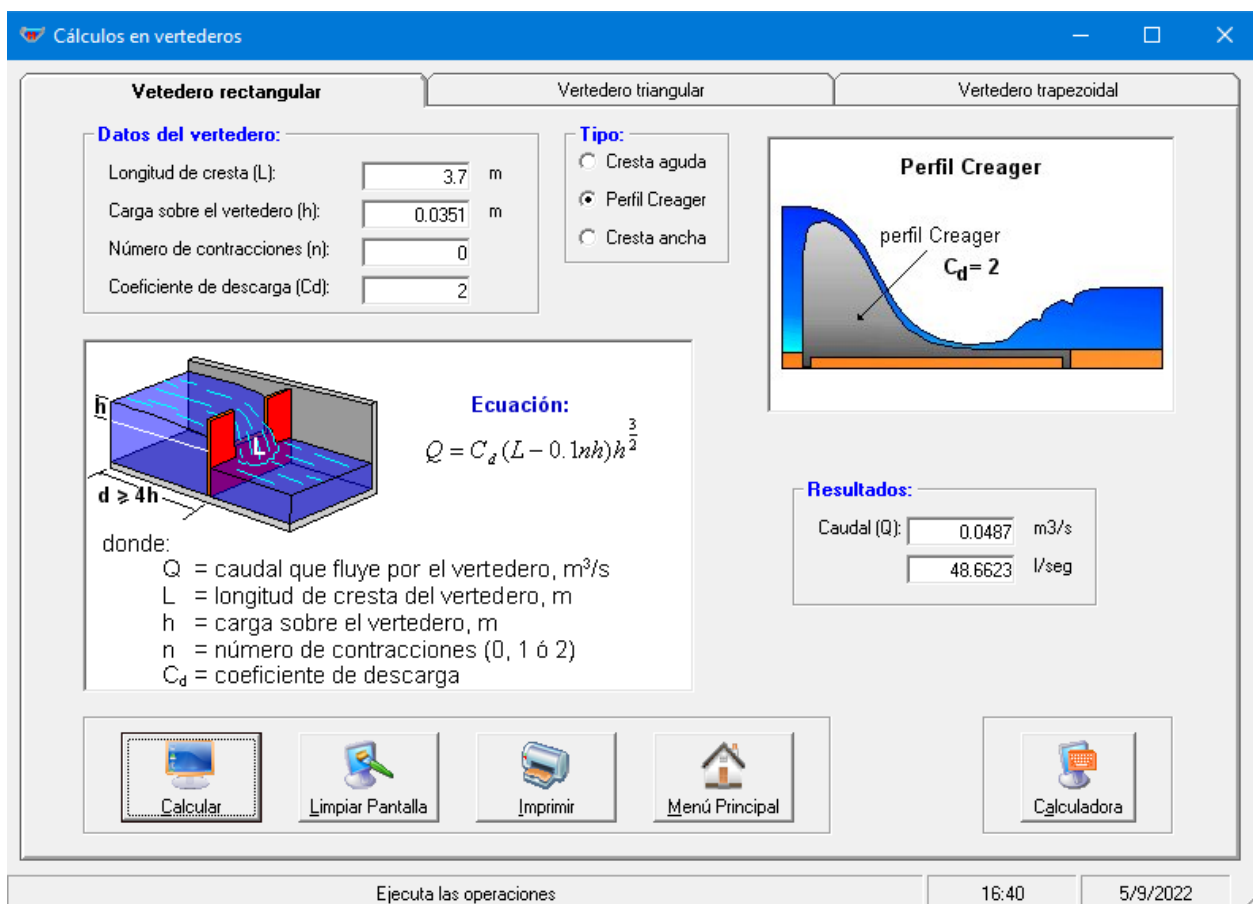 Cálculos en vertederos
Vetedero rectangular
Vertedero triangular
Vertedero trapezoidal
Datos del vertedero:
Longitud de cresta (L): 3.7 m
Carga sobre el vertedero (h): 0.0351 m
Número de contracciones (n): 0
Coeficiente de descarga (Cd): 2
Tipo:
Cresta aguda
Perfil Creager
Cresta ancha
Perfil Creager
perfil Creager
Cd= 2
h
L
d ≥ 4h
Ecuación:
Q = Cd (L − 0.1nh)h^(3/2)
donde:
Q = caudal que fluye por el vertedero, m³/s
L = longitud de cresta del vertedero, m
h = carga sobre el vertedero, m
n = número de contracciones (0, 1 ó 2)
Cd = coeficiente de descarga
Resultados:
Caudal (Q): 0.0487 m3/s
48.6623 l/seg
Calcular
Limpiar Pantalla
Imprimir
Menú Principal
Calculadora
Ejecuta las operaciones
16:40
5/9/2022